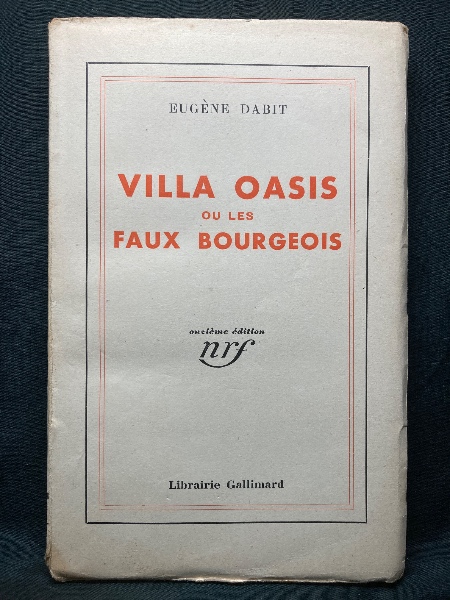 EUGÈNE DABIT
VILLA OASIS
OU LES
FAUX BOURGEOIS
onzième édition
nrf
Librairie Gallimard